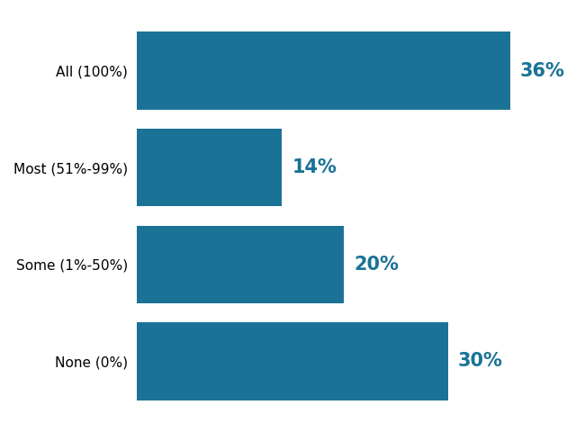 All (100%) 36%
Most (51%-99%) 14%
Some (1%-50%) 20%
None (0%) 30%